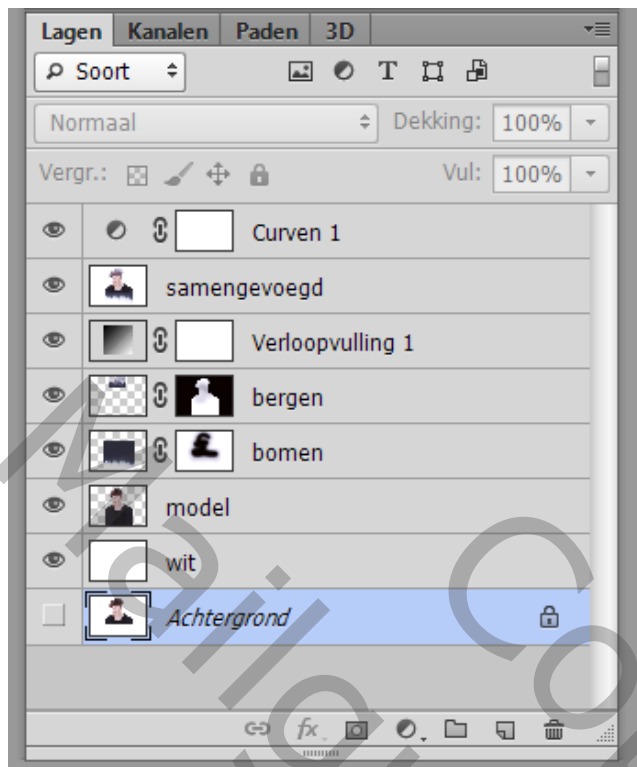 Lagen Kanalen Paden 3D
Soort
Normaal Dekking: 100%
Vergr.: Vul: 100%
Curven 1
samengevoegd
Verloopvulling 1
bergen
bomen
model
wit
Achtergrond
fx